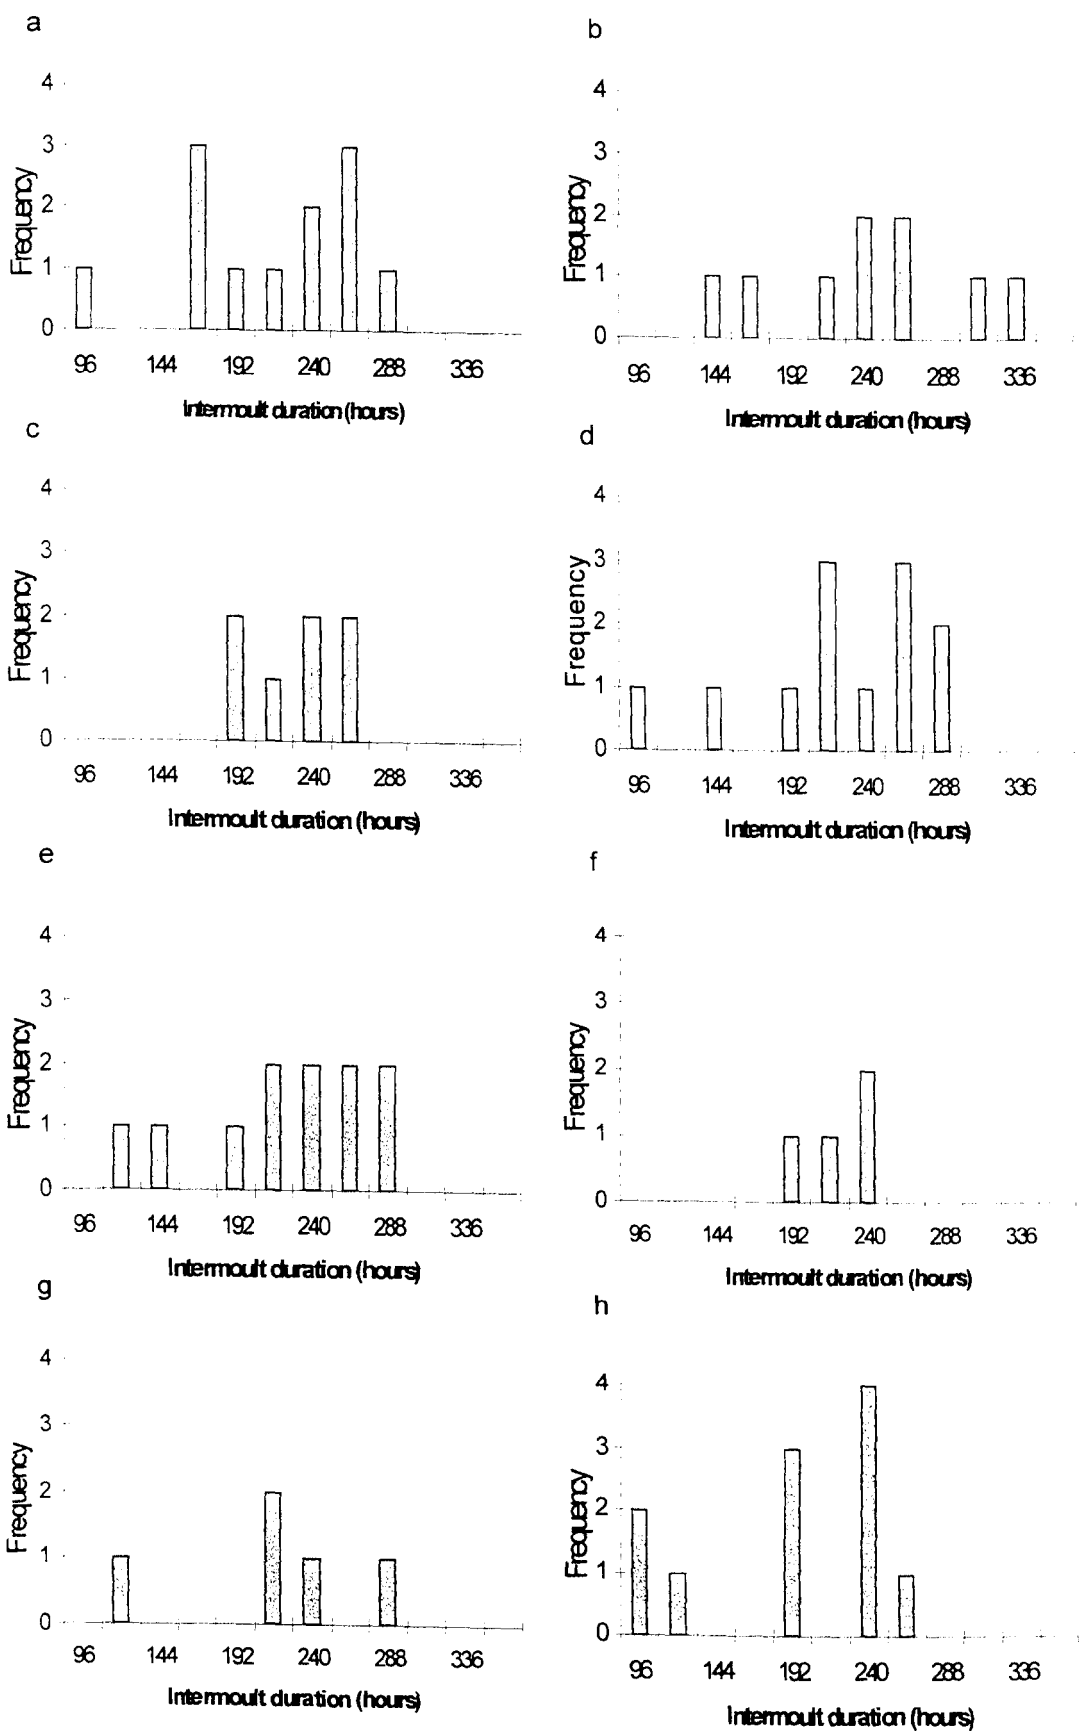 a
4
3
2
1
0
Frequency
96 144 192 240 288 336
Intermoult duration (hours)
b
4
3
2
1
0
Frequency
96 144 192 240 288 336
Intermoult duration (hours)
c
4
3
2
1
0
Frequency
96 144 192 240 288 336
Intermoult duration (hours)
d
4
3
2
1
0
Frequency
96 144 192 240 288 336
Intermoult duration (hours)
e
4
3
2
1
0
Frequency
96 144 192 240 288 336
Intermoult duration (hours)
f
4
3
2
1
0
Frequency
96 144 192 240 288 336
Intermoult duration (hours)
g
4
3
2
1
0
Frequency
96 144 192 240 288 336
Intermoult duration (hours)
h
4
3
2
1
0
Frequency
96 144 192 240 288 336
Intermoult duration (hours)